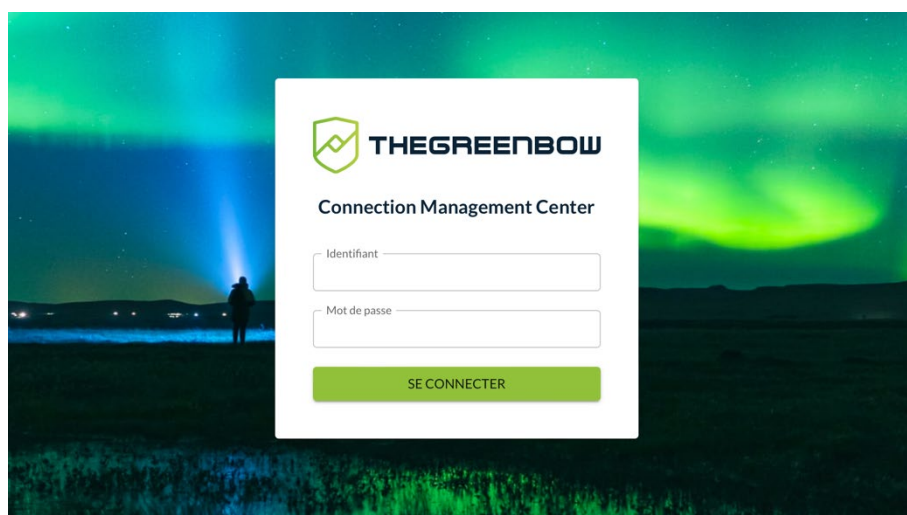 THEGREENBOW
Connection Management Center
Identifiant
Mot de passe
SE CONNECTER